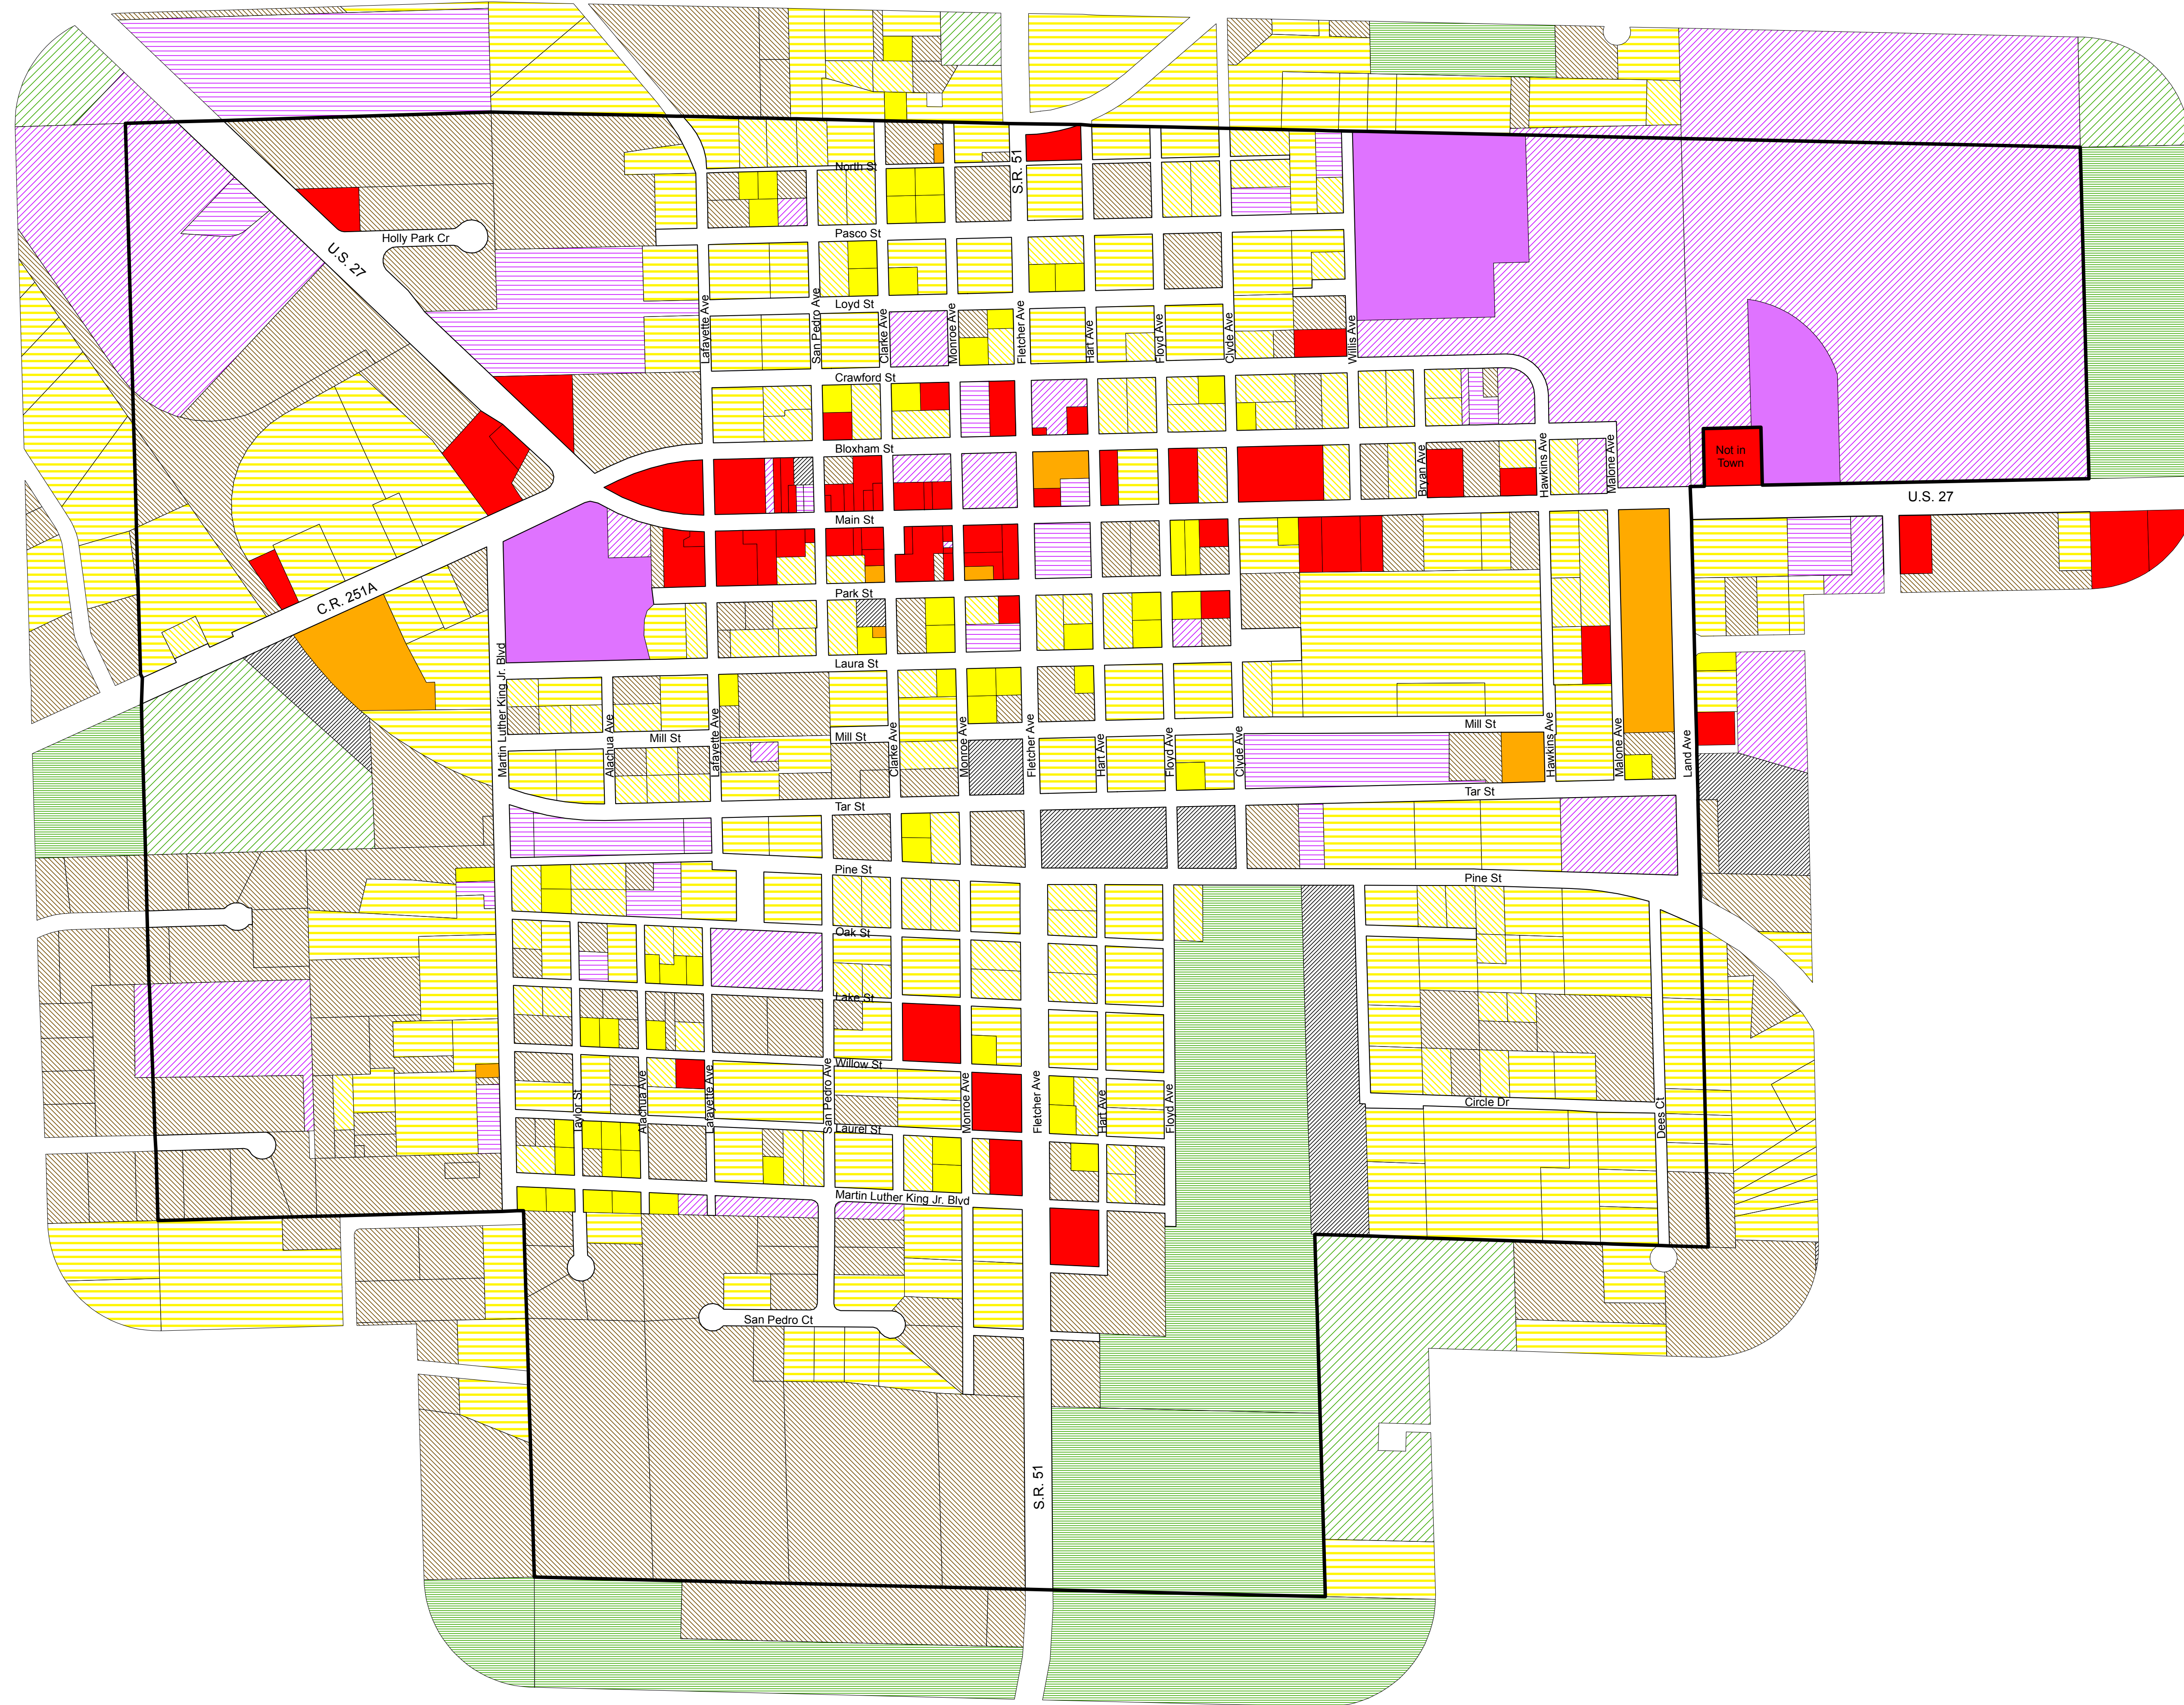 North St
S.R. 51
Pasco St
Holly Park Cr
U.S. 27
Loyd St
Lafayette Ave
San Pedro Ave
Clarke Ave
Monroe Ave
Fletcher Ave
Hart Ave
Floyd Ave
Clyde Ave
Willis Ave
Crawford St
Bloxham St
Bryan Ave
Hawkins Ave
Malone Ave
Not in
Town
U.S. 27
Main St
C.R. 251A
Park St
Martin Luther King Jr. Blvd
Laura St
Mill St
Mill St
Mill St
Alachua Ave
Lafayette Ave
Clarke Ave
Monroe Ave
Fletcher Ave
Hart Ave
Floyd Ave
Clyde Ave
Hawkins Ave
Malone Ave
Land Ave
Tar St
Tar St
Pine St
Pine St
Oak St
Lake St
Willow St
Taylor St
Alachua Ave
Lafayette Ave
San Pedro Ave
Monroe Ave
Fletcher Ave
Hart Ave
Floyd Ave
Circle Dr
Dees Ct
Laurel St
Martin Luther King Jr. Blvd
San Pedro Ct
S.R. 51